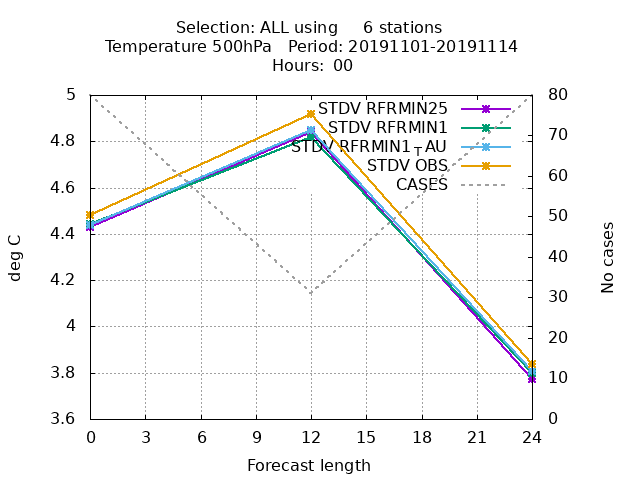 Selection: ALL using     6 stations
Temperature 500hPa   Period: 20191101-20191114
Hours:  00
STDV RFRMIN25
STDV RFRMIN1
STDV RFRMIN1_TAU
STDV OBS
CASES
5
4.8
4.6
4.4
4.2
4
3.8
3.6
80
70
60
50
40
30
20
10
0
deg C
No cases
0 3 6 9 12 15 18 21 24
Forecast length